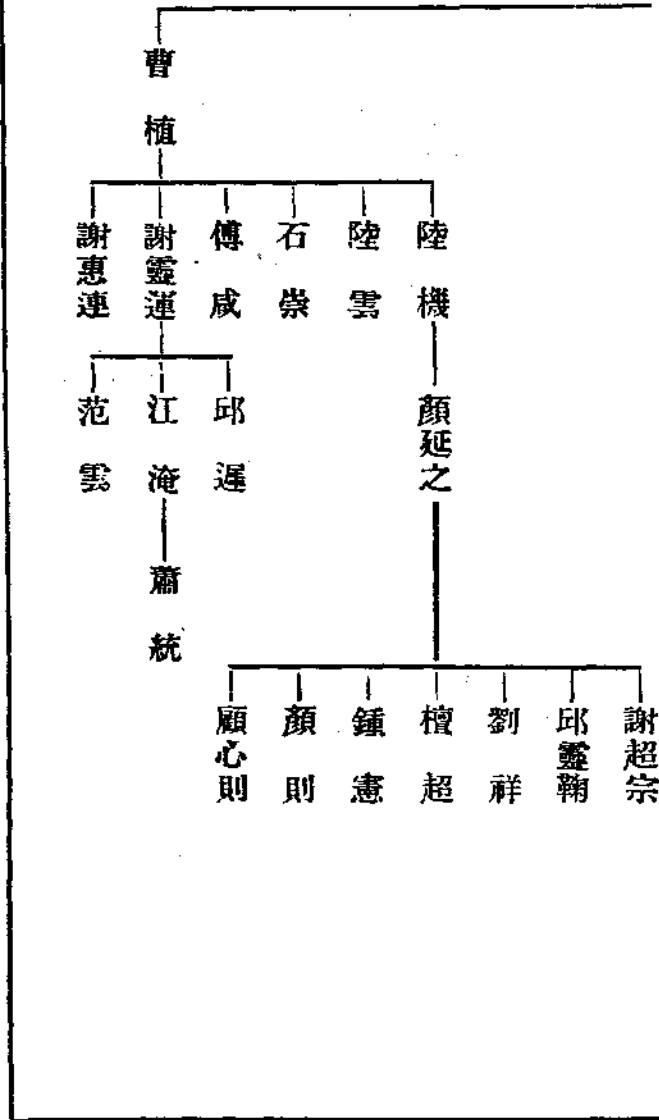 曹植
陸機
陸雲
石崇
傅咸
謝靈運
謝惠連
顏延之
邱遲
江淹
范雲
蕭統
謝超宗
邱靈鞠
劉祥
檀超
鍾憲
顏則
顧心則